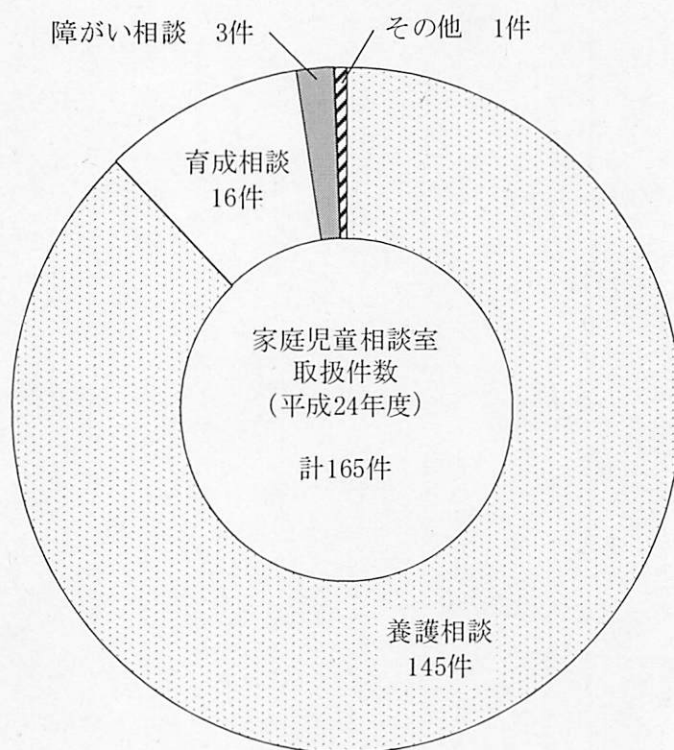 障がい相談 3件
その他 1件
育成相談
16件
家庭児童相談室
取扱件数
（平成24年度）
計165件
養護相談
145件